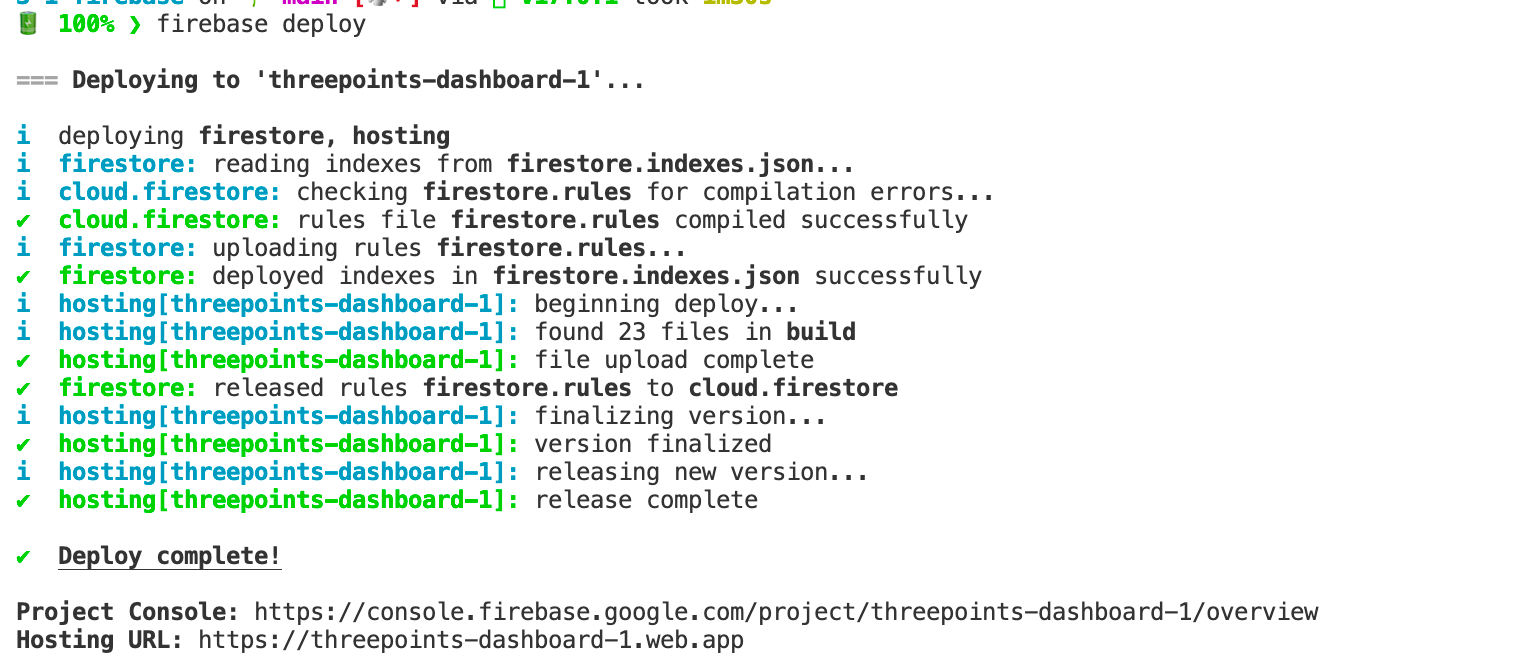 100% ❯ firebase deploy
=== Deploying to 'threepoints-dashboard-1'...
i deploying firestore, hosting
i firestore: reading indexes from firestore.indexes.json...
i cloud.firestore: checking firestore.rules for compilation errors...
✔ cloud.firestore: rules file firestore.rules compiled successfully
i firestore: uploading rules firestore.rules...
✔ firestore: deployed indexes in firestore.indexes.json successfully
i hosting[threepoints-dashboard-1]: beginning deploy...
i hosting[threepoints-dashboard-1]: found 23 files in build
✔ hosting[threepoints-dashboard-1]: file upload complete
✔ firestore: released rules firestore.rules to cloud.firestore
i hosting[threepoints-dashboard-1]: finalizing version...
✔ hosting[threepoints-dashboard-1]: version finalized
i hosting[threepoints-dashboard-1]: releasing new version...
✔ hosting[threepoints-dashboard-1]: release complete
✔ Deploy complete!
Project Console: https://console.firebase.google.com/project/threepoints-dashboard-1/overview
Hosting URL: https://threepoints-dashboard-1.web.app